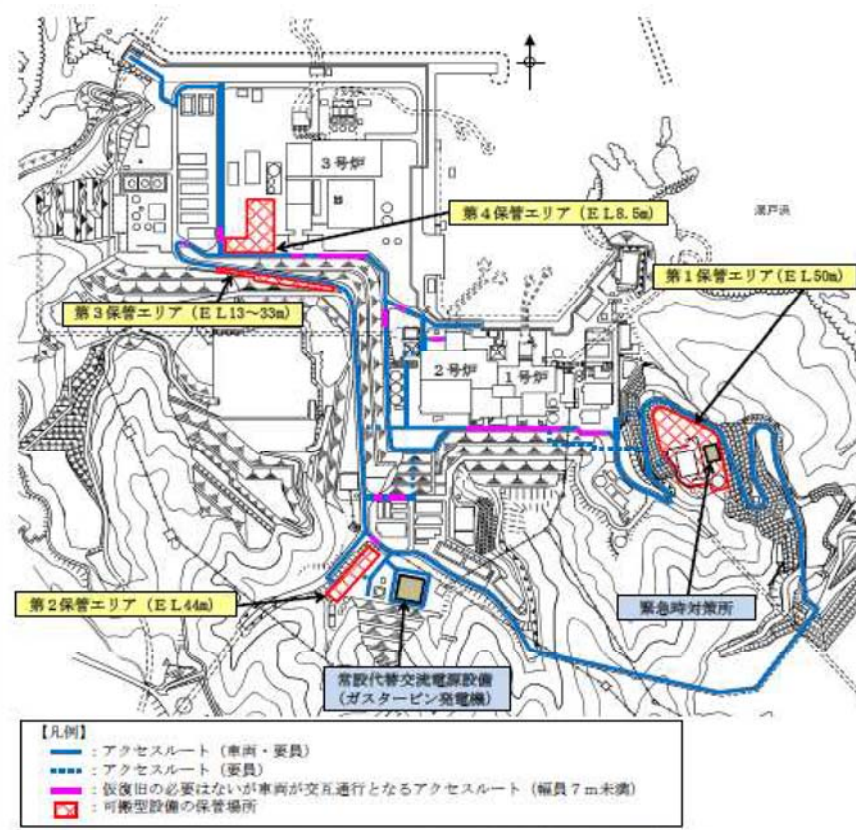 3号炉
第4保管エリア（EL8.5m）
瀬戸浜
第1保管エリア（EL50m）
第3保管エリア（EL13～33m）
2号炉
1号炉
第2保管エリア（EL44m）
緊急時対策所
常設代替交流電源設備
（ガスタービン発電機）
【凡例】
：アクセスルート（車両・要員）
：アクセスルート（要員）
：仮復旧の必要はないが車両が交互通行となるアクセスルート（幅員7m未満）
：可搬型設備の保管場所